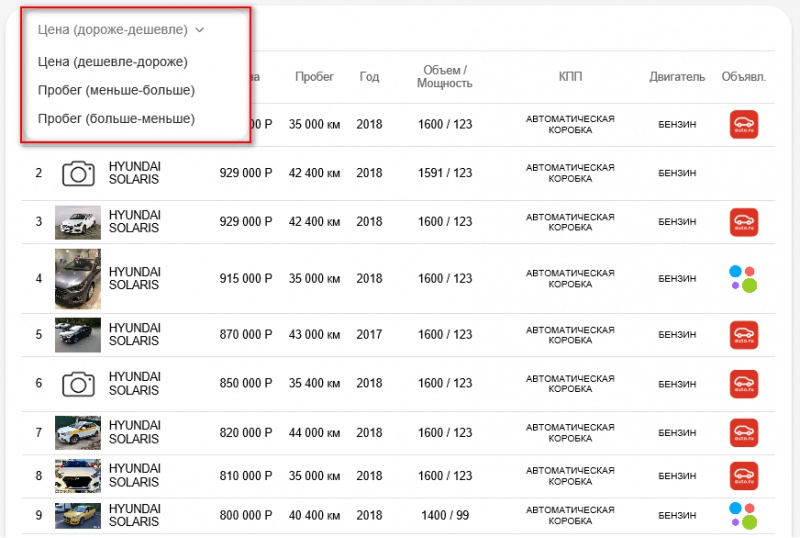 Цена (дороже-дешевле)
Цена (дешевле-дороже)
Пробег (меньше-больше)
Пробег (больше-меньше)
Пробег Год Объем / Мощность КПП Двигатель Объявл.
35 000 км 2018 1600 / 123 АВТОМАТИЧЕСКАЯ КОРОБКА БЕНЗИН auto.ru
2 HYUNDAI SOLARIS 929 000 Р 42 400 км 2018 1591 / 123 АВТОМАТИЧЕСКАЯ КОРОБКА БЕНЗИН
3 HYUNDAI SOLARIS 929 000 Р 42 400 км 2018 1600 / 123 АВТОМАТИЧЕСКАЯ КОРОБКА БЕНЗИН auto.ru
4 HYUNDAI SOLARIS 915 000 Р 35 000 км 2018 1600 / 123 АВТОМАТИЧЕСКАЯ КОРОБКА БЕНЗИН
5 HYUNDAI SOLARIS 870 000 Р 43 000 км 2017 1600 / 123 АВТОМАТИЧЕСКАЯ КОРОБКА БЕНЗИН auto.ru
6 HYUNDAI SOLARIS 850 000 Р 35 400 км 2018 1600 / 123 АВТОМАТИЧЕСКАЯ КОРОБКА БЕНЗИН auto.ru
7 HYUNDAI SOLARIS 820 000 Р 44 000 км 2018 1600 / 123 АВТОМАТИЧЕСКАЯ КОРОБКА БЕНЗИН auto.ru
8 HYUNDAI SOLARIS 810 000 Р 35 000 км 2018 1600 / 123 АВТОМАТИЧЕСКАЯ КОРОБКА БЕНЗИН auto.ru
9 HYUNDAI SOLARIS 800 000 Р 40 400 км 2018 1400 / 99 АВТОМАТИЧЕСКАЯ КОРОБКА БЕНЗИН